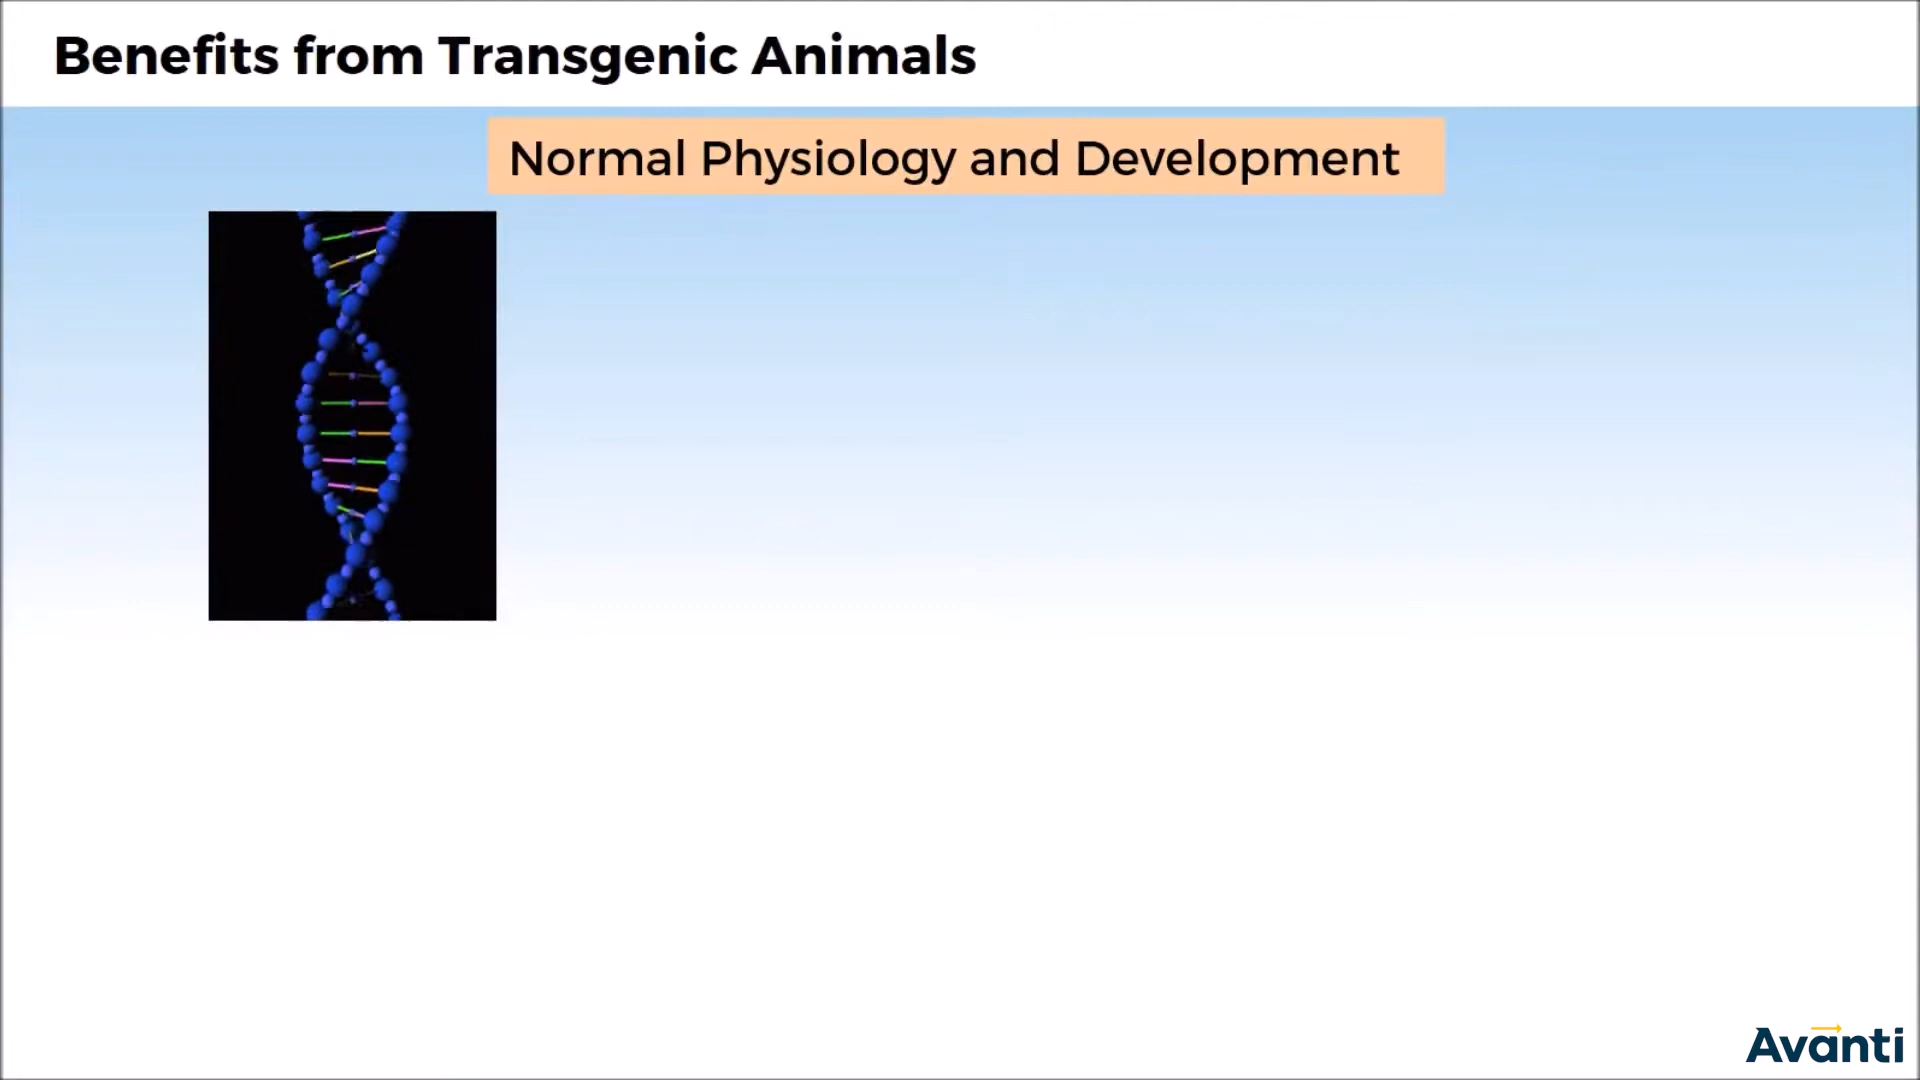 Benefits from Transgenic Animals
Normal Physiology and Development
Avanti